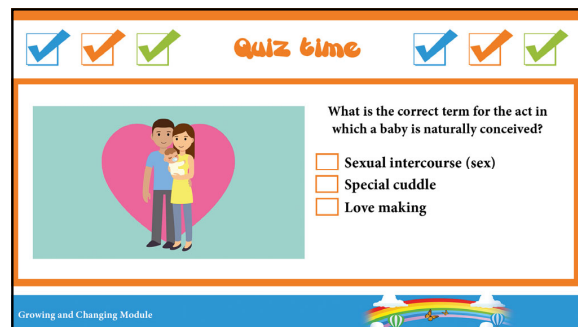 Quiz time
What is the correct term for the act in
which a baby is naturally conceived?
Sexual intercourse (sex)
Special cuddle
Love making
Growing and Changing Module